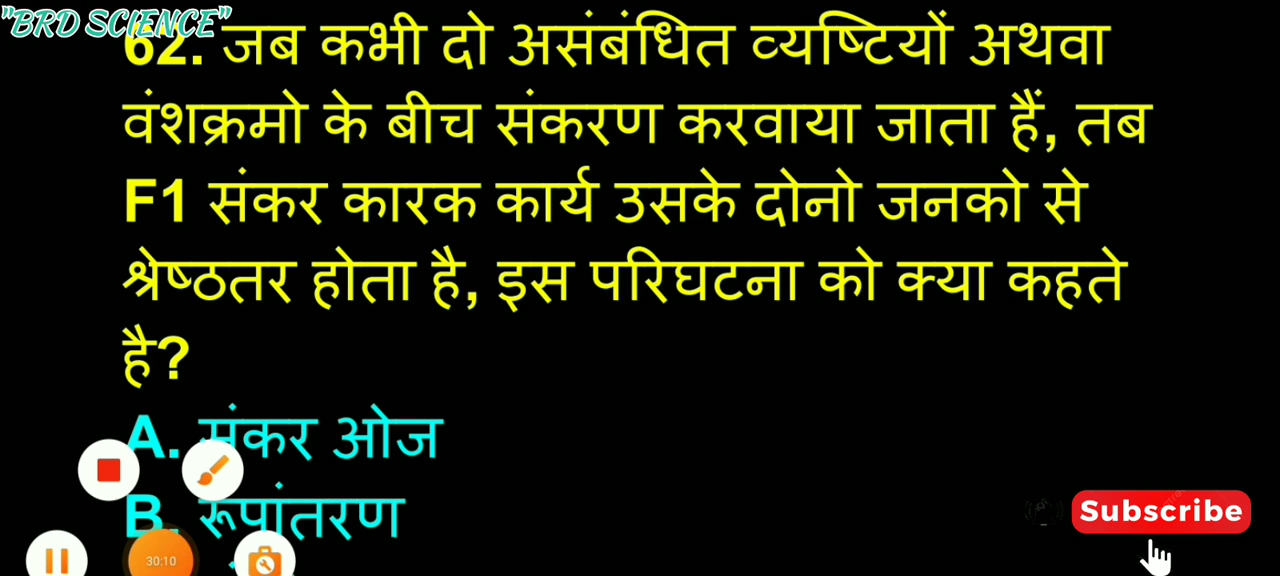 "BRD SCIENCE"
62. जब कभी दो असंबंधित व्यष्टियों अथवा
वंशक्रमो के बीच संकरण करवाया जाता हैं, तब
F1 संकर कारक कार्य उसके दोनो जनको से
श्रेष्ठतर होता है, इस परिघटना को क्या कहते
है?
A. संकर ओज
B. रूपांतरण
Subscribe
30:10